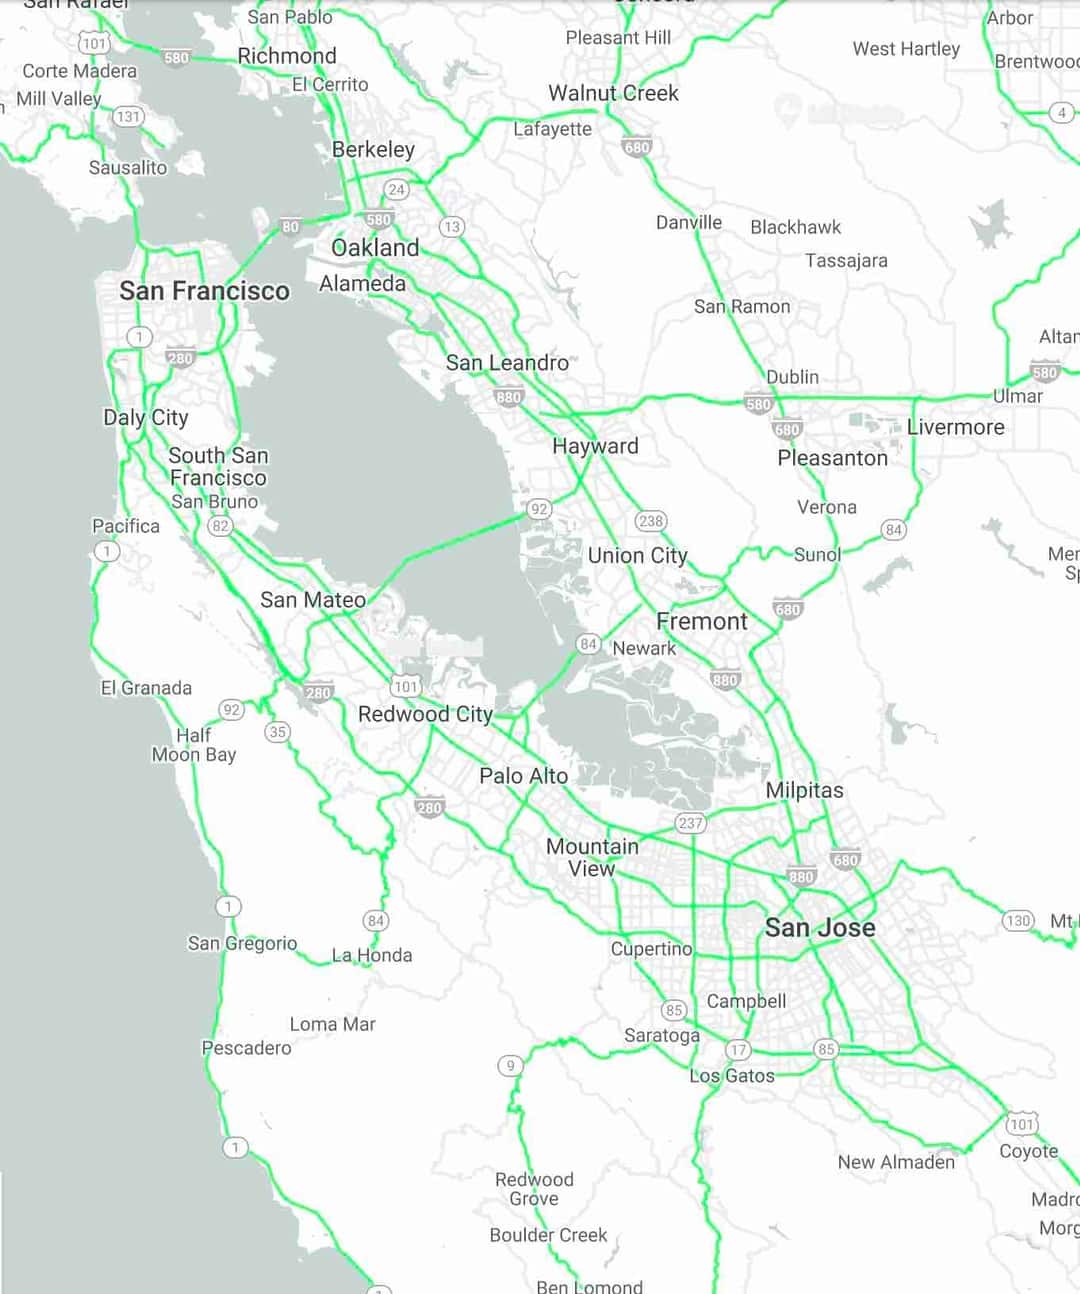 San Rafael
Concord
San Pablo
Arbor
101
Pleasant Hill
West Hartley
580
Richmond
Brentwood
Corte Madera
El Cerrito
Walnut Creek
Mill Valley
131
Lafayette
4
Berkeley
680
Sausalito
24
80
580
13
Danville
Blackhawk
Oakland
Tassajara
San Francisco
Alameda
San Ramon
1
280
San Leandro
580
Dublin
880
580
Ulmar
Daly City
680
Livermore
Hayward
South San
Francisco
Pleasanton
San Bruno
92
Verona
Pacifica
82
238
84
1
Union City
Sunol
San Mateo
680
Fremont
84
Newark
El Granada
280
101
880
92
Redwood City
35
Half
Moon Bay
Palo Alto
Milpitas
280
237
Mountain
View
680
880
1
84
San Jose
130
San Gregorio
La Honda
Cupertino
85
Campbell
Loma Mar
Saratoga
Pescadero
17
85
9
Los Gatos
1
101
New Almaden
Coyote
Redwood
Grove
Boulder Creek
Ben Lomond